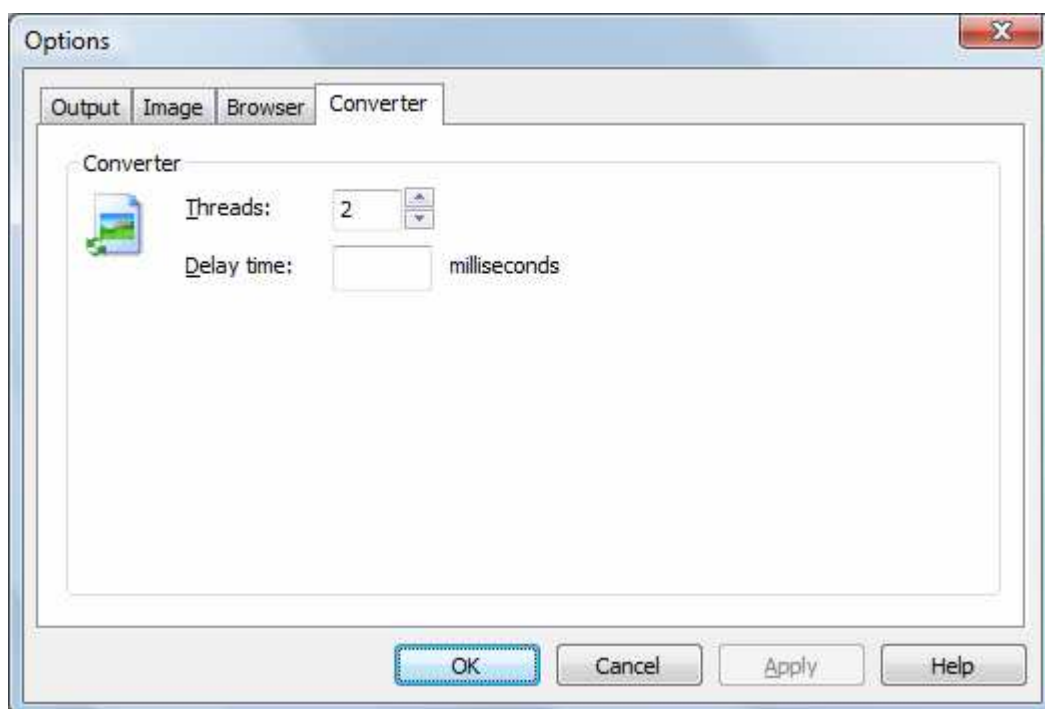 Options
Output Image Browser Converter
Converter
Threads: 2
Delay time: milliseconds
OK Cancel Apply Help